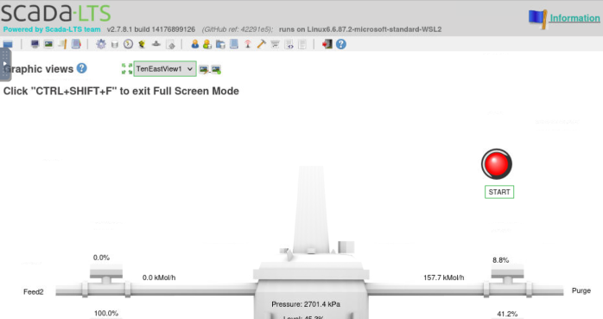 SCADA-LTS
Powered by Scada-LTS team v2.7.8.1 build 14176899126 (GitHub ref: 42291e5); runs on Linux6.6.87.2-microsoft-standard-WSL2
Information
Graphic views
TenEastView1
Click "CTRL+SHIFT+F" to exit Full Screen Mode
START
0.0%
8.8%
0.0 kMol/h
157.7 kMol/h
Feed2
Purge
Pressure: 2701.4 kPa
100.0%
41.2%